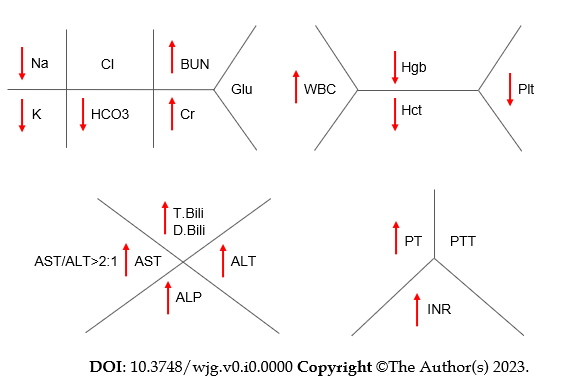 Na
Cl
BUN
Glu
K
HCO3
Cr
WBC
Hgb
Hct
Plt
T.Bili
D.Bili
AST/ALT>2:1
AST
ALT
ALP
PT
PTT
INR
DOI: 10.3748/wjg.v0.i0.0000 Copyright ©The Author(s) 2023.